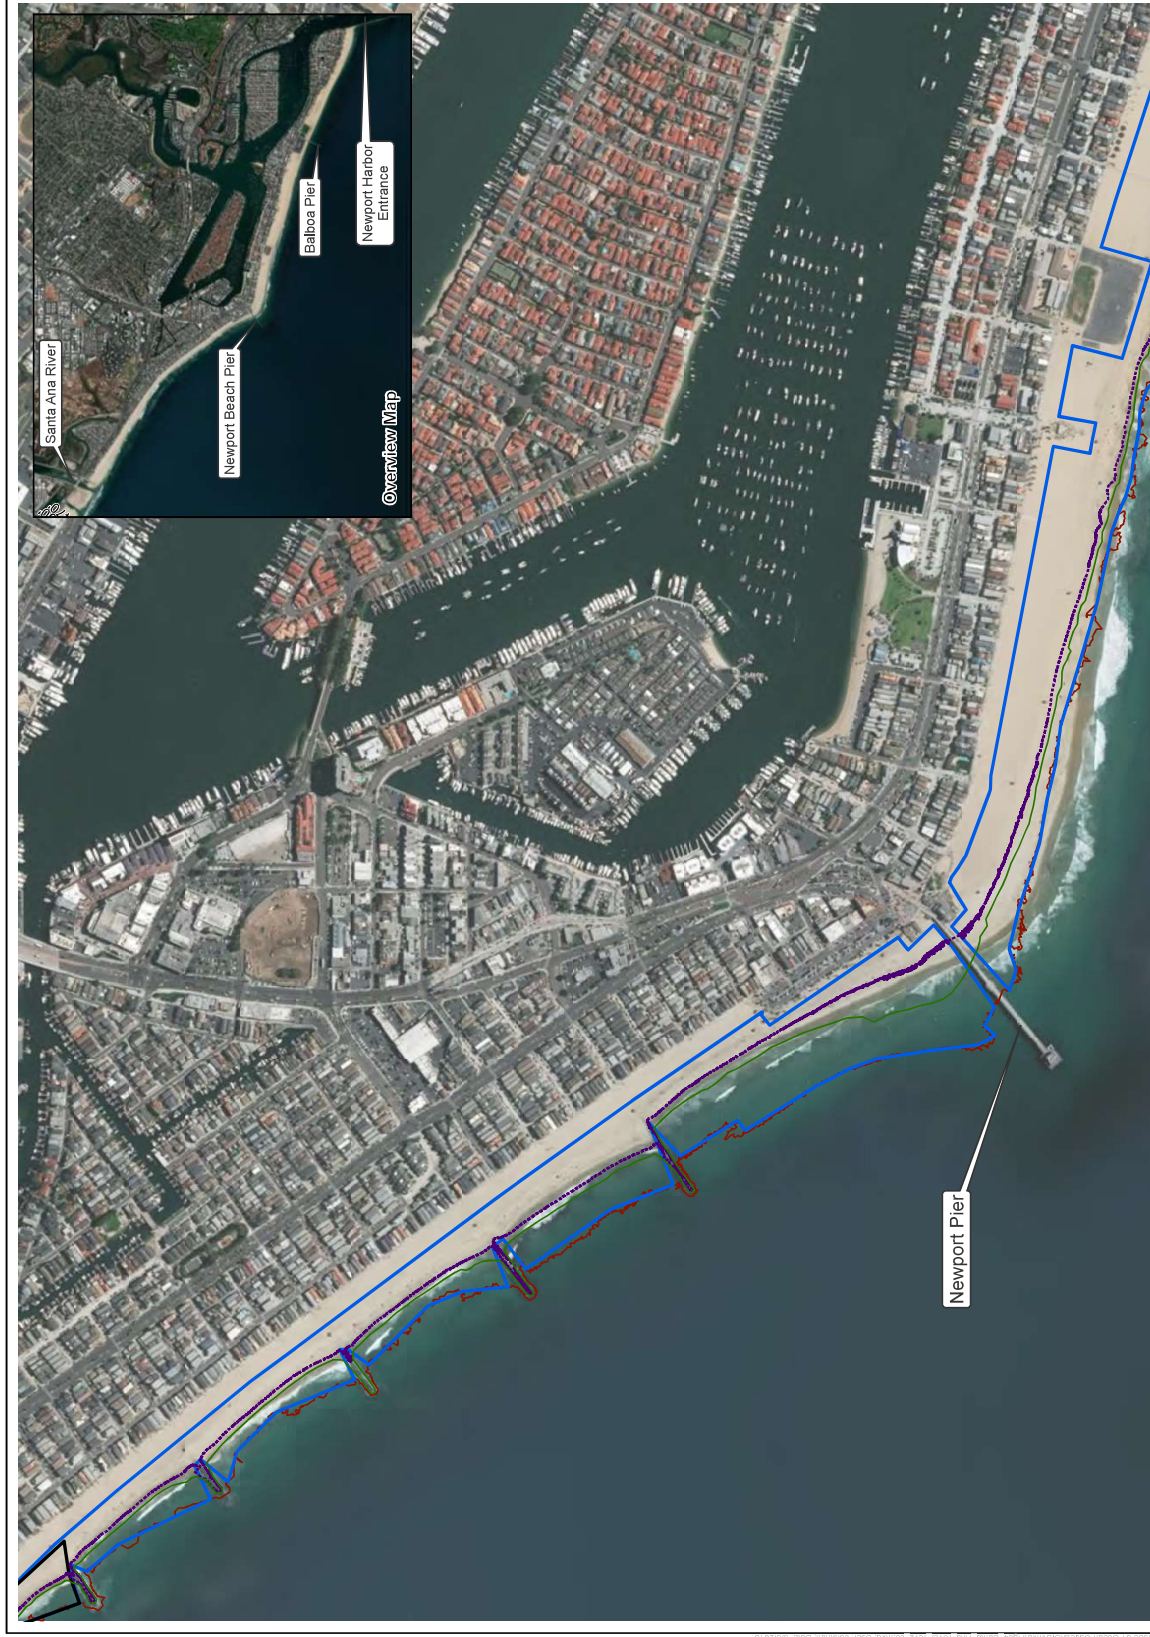 Santa Ana River
Newport Beach Pier
Balboa Pier
Newport Harbor
Entrance
Overview Map
Newport Pier